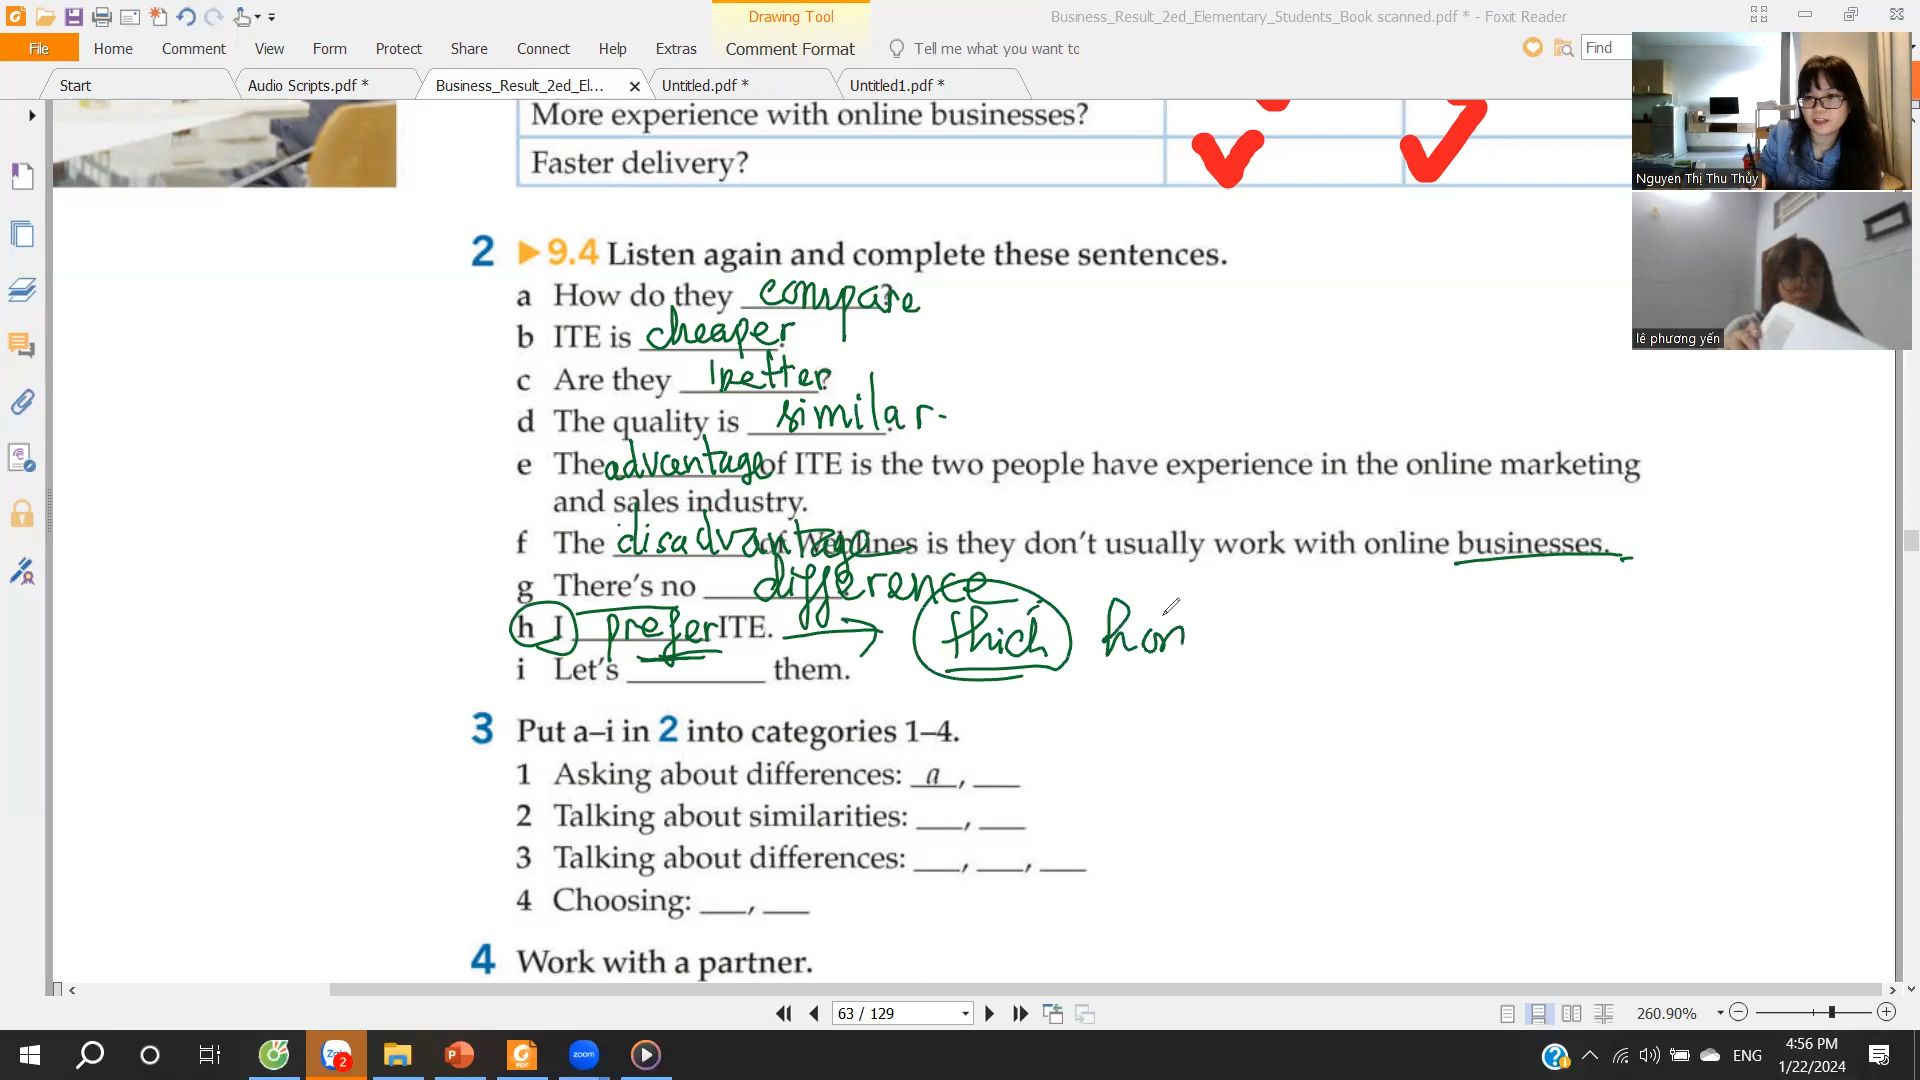 Drawing Tool
Business_Result_2ed_Elementary_Students_Book scanned.pdf * - Foxit Reader
File Home Comment View Form Protect Share Connect Help Extras Comment Format Tell me what you want to Find
Start Audio Scripts.pdf * Business_Result_2ed_El... Untitled.pdf * Untitled1.pdf *
More experience with online businesses?
Faster delivery?
Nguyen Thị Thu Thủy
lê phương yến
2 ▶ 9.4 Listen again and complete these sentences.
a How do they compare?
b ITE is cheaper.
c Are they better?
d The quality is similar.
e The advantage of ITE is the two people have experience in the online marketing
and sales industry.
f The disadvantage of Weblines is they don't usually work with online businesses.
g There's no difference
h I prefer ITE. → thích hơn
i Let's ______ them.
3 Put a–i in 2 into categories 1–4.
1 Asking about differences: a, ___
2 Talking about similarities: ___, ___
3 Talking about differences: ___, ___, ___
4 Choosing: ___, ___
4 Work with a partner.
63 / 129
260.90%
ENG
4:56 PM
1/22/2024
zoom
2